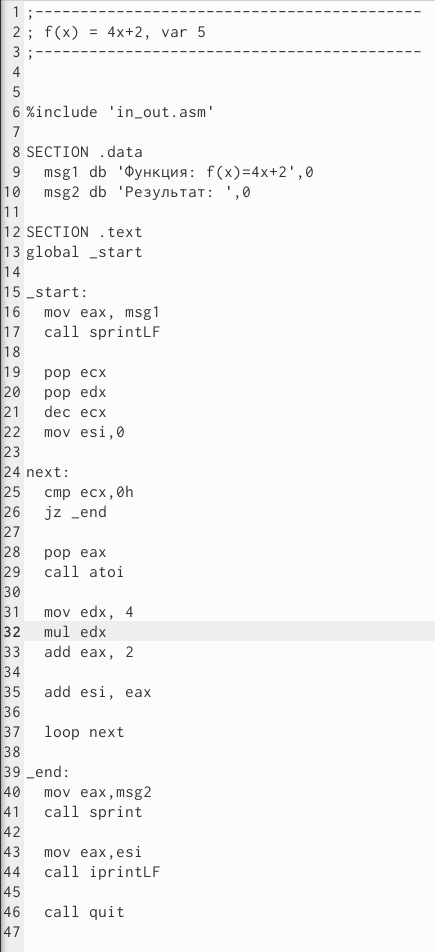 1 ;-------------------------------------------
2 ; f(x) = 4x+2, var 5
3 ;-------------------------------------------
4
5
6 %include 'in_out.asm'
7
8 SECTION .data
9   msg1 db 'Функция: f(x)=4x+2',0
10   msg2 db 'Результат: ',0
11
12 SECTION .text
13 global _start
14
15 _start:
16   mov eax, msg1
17   call sprintLF
18
19   pop ecx
20   pop edx
21   dec ecx
22   mov esi,0
23
24 next:
25   cmp ecx,0h
26   jz _end
27
28   pop eax
29   call atoi
30
31   mov edx, 4
32   mul edx
33   add eax, 2
34
35   add esi, eax
36
37   loop next
38
39 _end:
40   mov eax,msg2
41   call sprint
42
43   mov eax,esi
44   call iprintLF
45
46   call quit
47